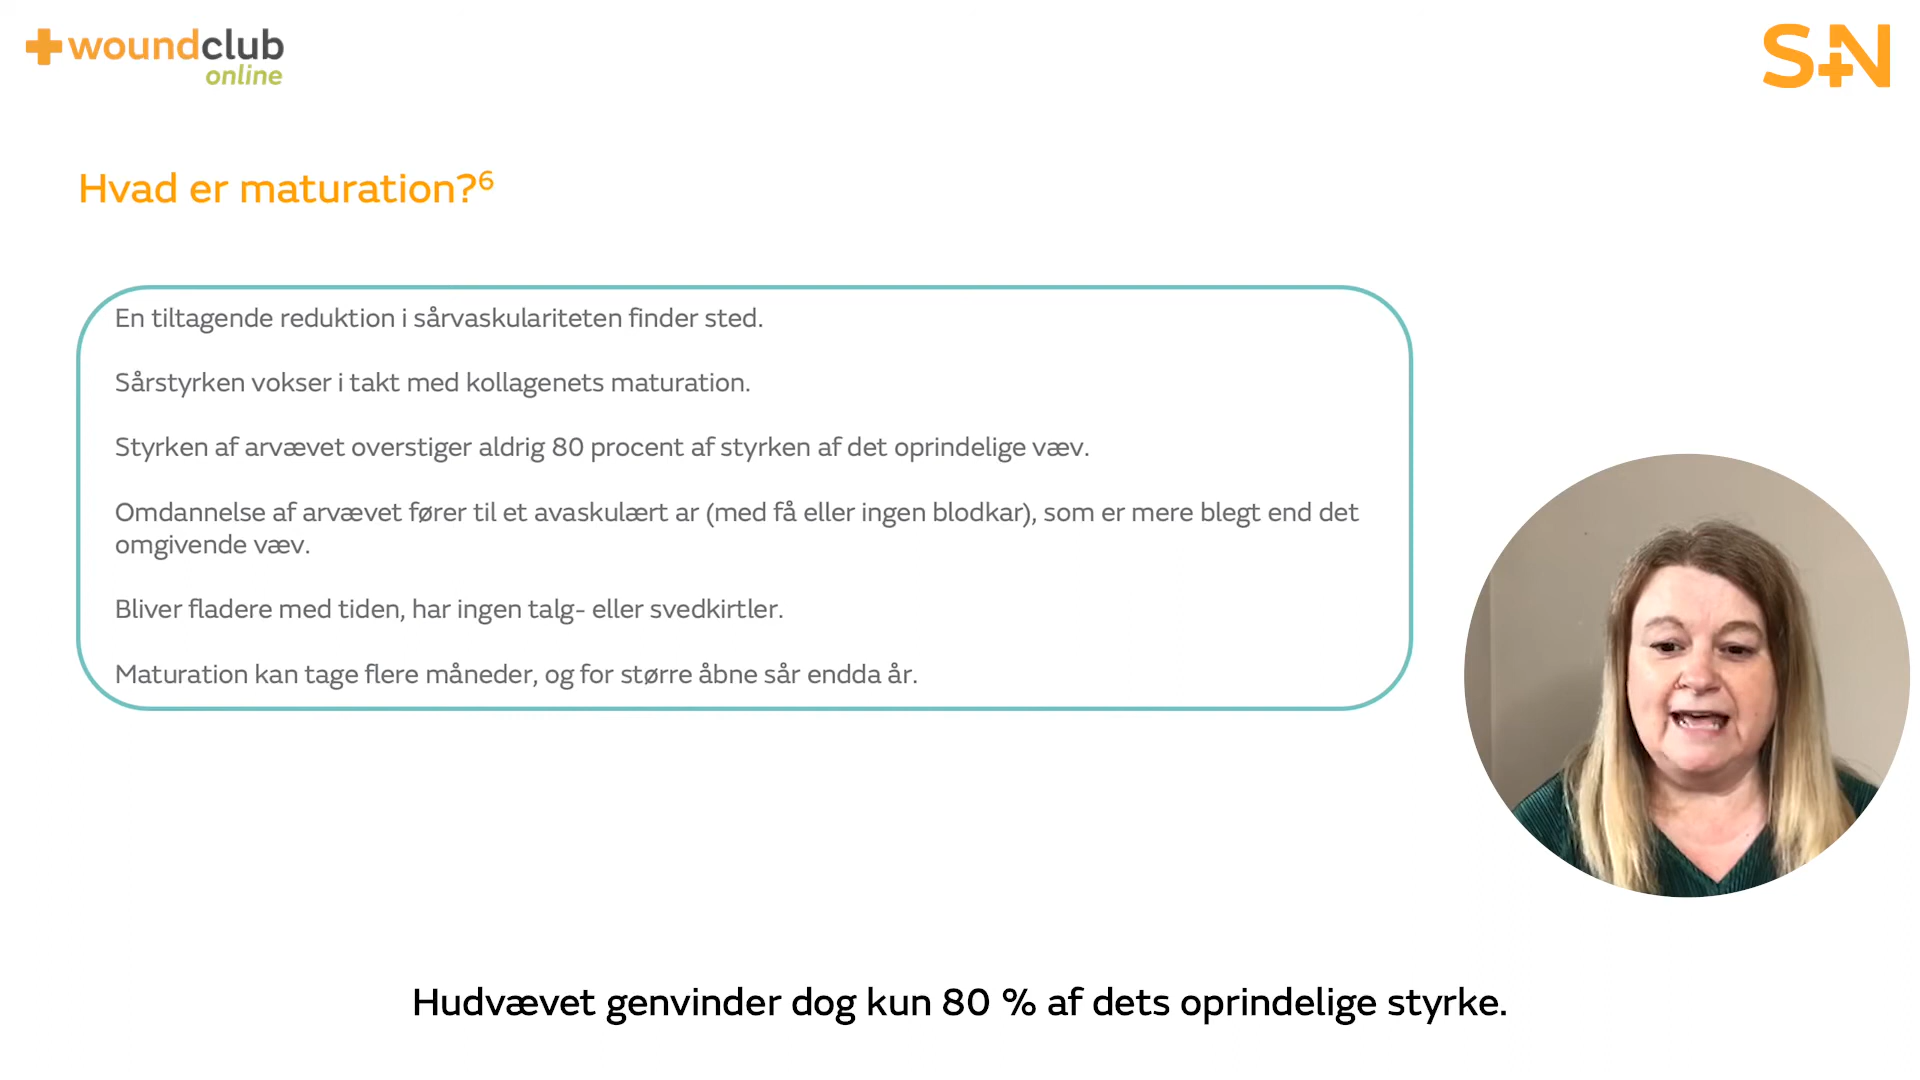 woundclub
online
S+N
Hvad er maturation?⁶
En tiltagende reduktion i sårvaskulariteten finder sted.
Sårstyrken vokser i takt med kollagenets maturation.
Styrken af arvævet overstiger aldrig 80 procent af styrken af det oprindelige væv.
Omdannelse af arvævet fører til et avaskulært ar (med få eller ingen blodkar), som er mere blegt end det
omgivende væv.
Bliver fladere med tiden, har ingen talg- eller svedkirtler.
Maturation kan tage flere måneder, og for større åbne sår endda år.
Hudvævet genvinder dog kun 80 % af dets oprindelige styrke.